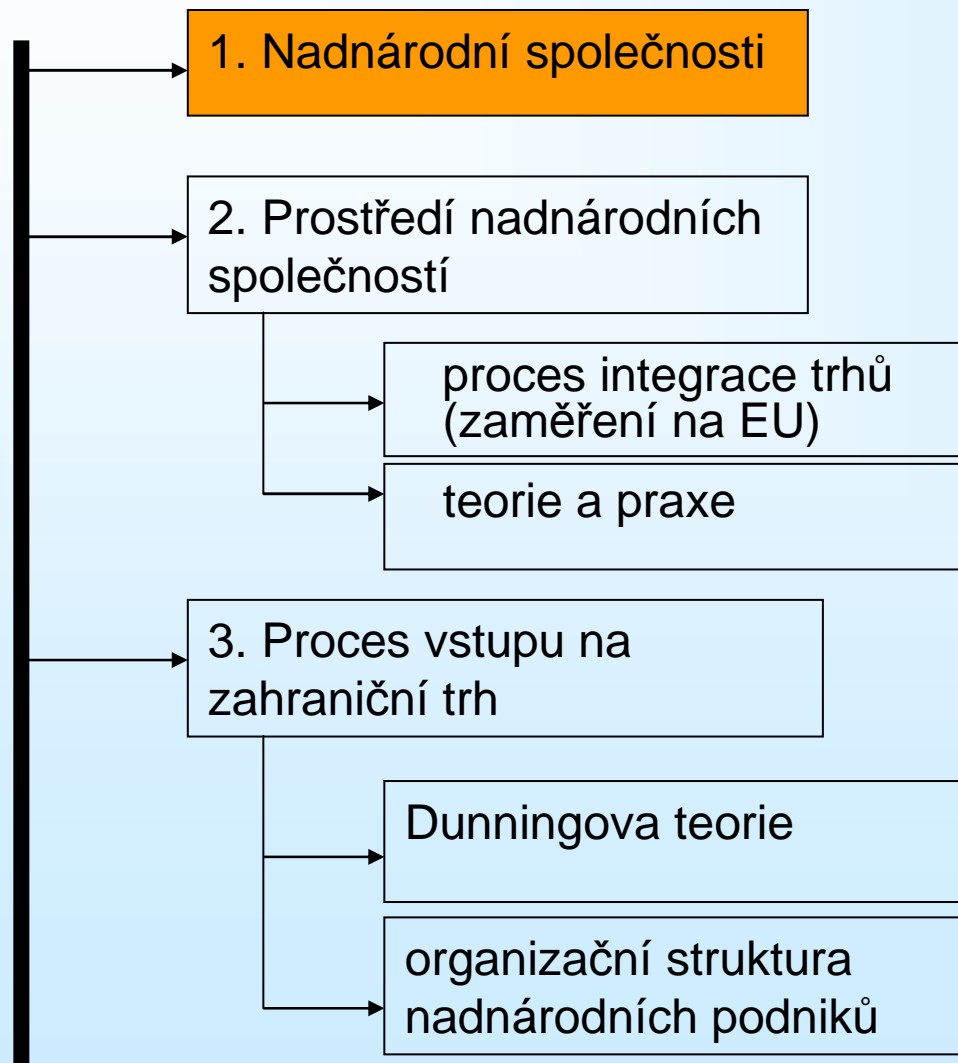 1. Nadnárodní společnosti
2. Prostředí nadnárodních
společností
proces integrace trhů
(zaměření na EU)
teorie a praxe
3. Proces vstupu na
zahraniční trh
Dunningova teorie
organizační struktura
nadnárodních podniků